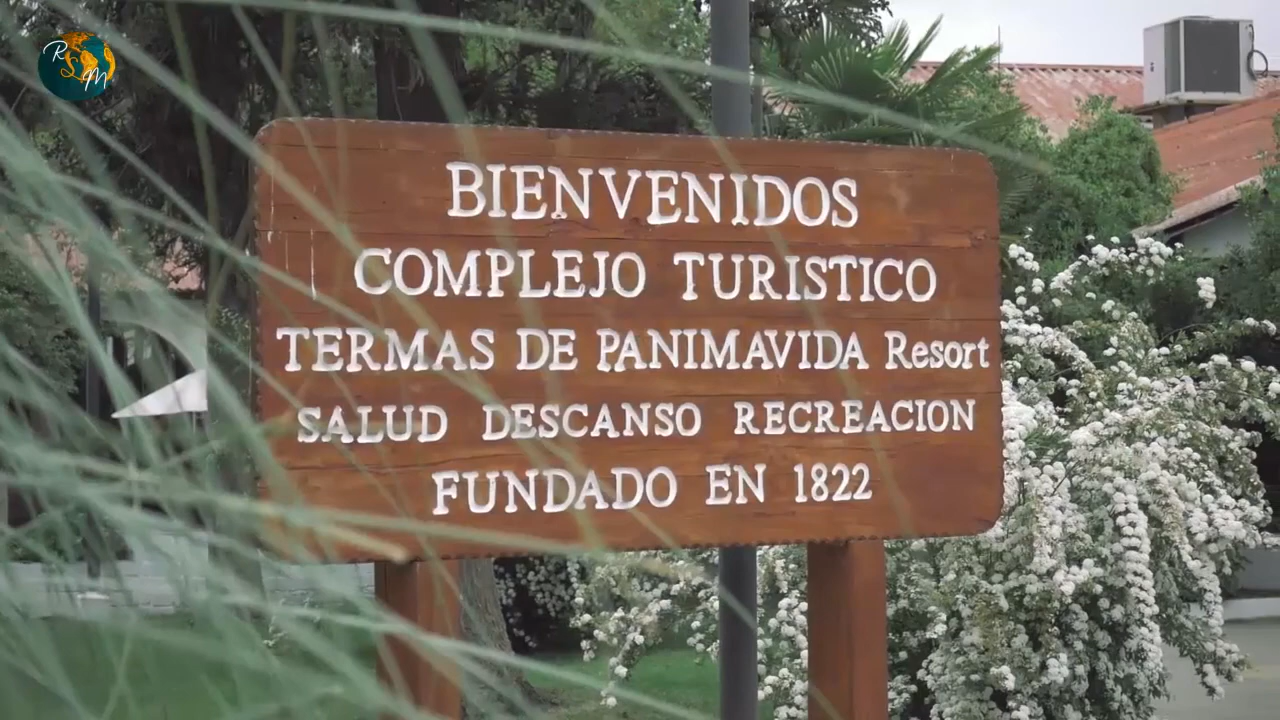 R
L
M
BIENVENIDOS
COMPLEJO TURISTICO
TERMAS DE PANIMAVIDA Resort
SALUD DESCANSO RECREACION
FUNDADO EN 1822